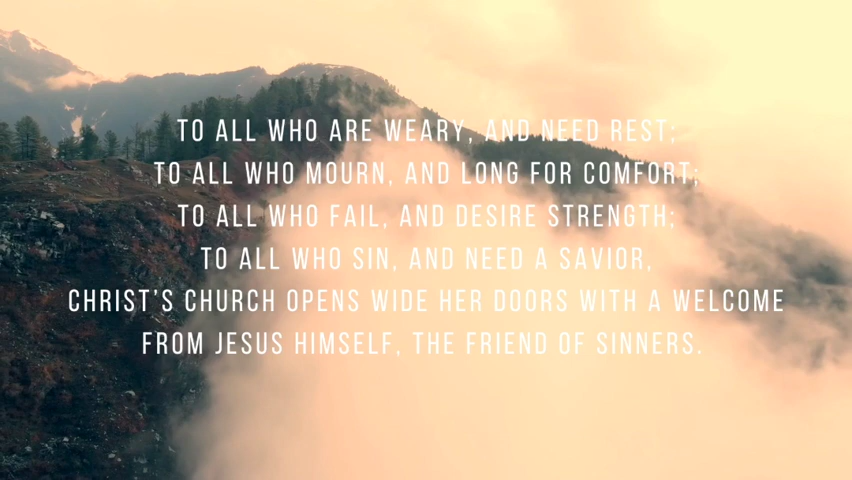 TO ALL WHO ARE WEARY, AND NEED REST;
TO ALL WHO MOURN, AND LONG FOR COMFORT;
TO ALL WHO FAIL, AND DESIRE STRENGTH;
TO ALL WHO SIN, AND NEED A SAVIOR,
CHRIST'S CHURCH OPENS WIDE HER DOORS WITH A WELCOME
FROM JESUS HIMSELF, THE FRIEND OF SINNERS.